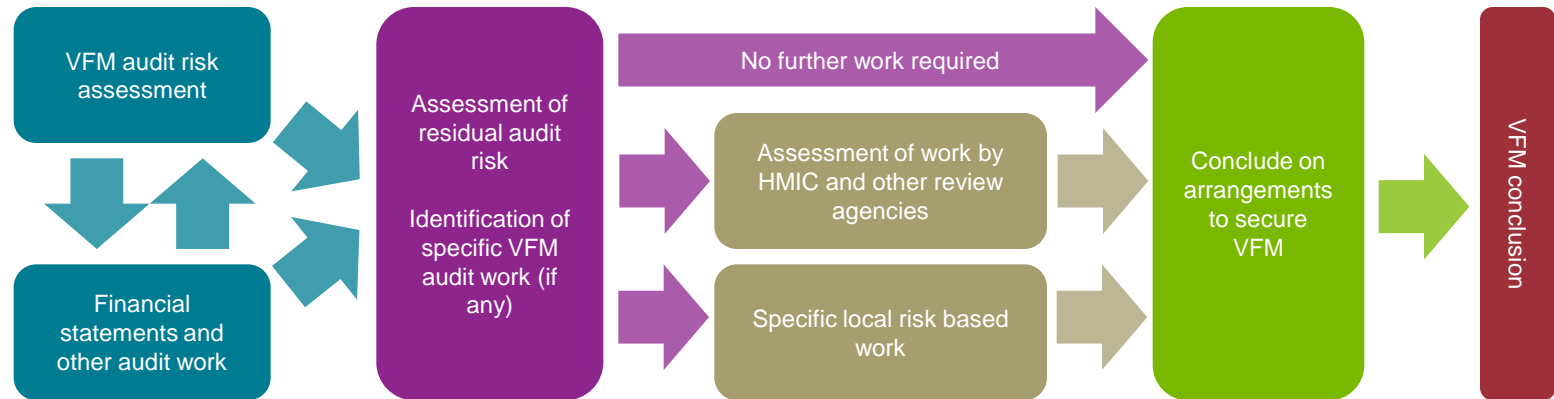 VFM audit risk
assessment
Financial
statements and
other audit work
Assessment of
residual audit
risk
Identification of
specific VFM
audit work (if
any)
No further work required
Assessment of work by
HMIC and other review
agencies
Specific local risk based
work
Conclude on
arrangements
to secure
VFM
VFM conclusion